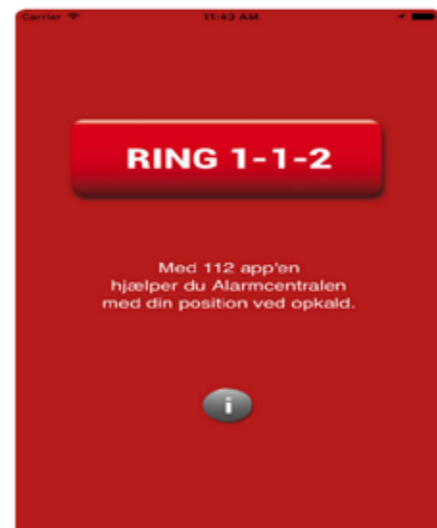 Carrier 11:43 AM
RING 1-1-2
Med 112 app'en
hjælper du Alarmcentralen
med din position ved opkald.
i